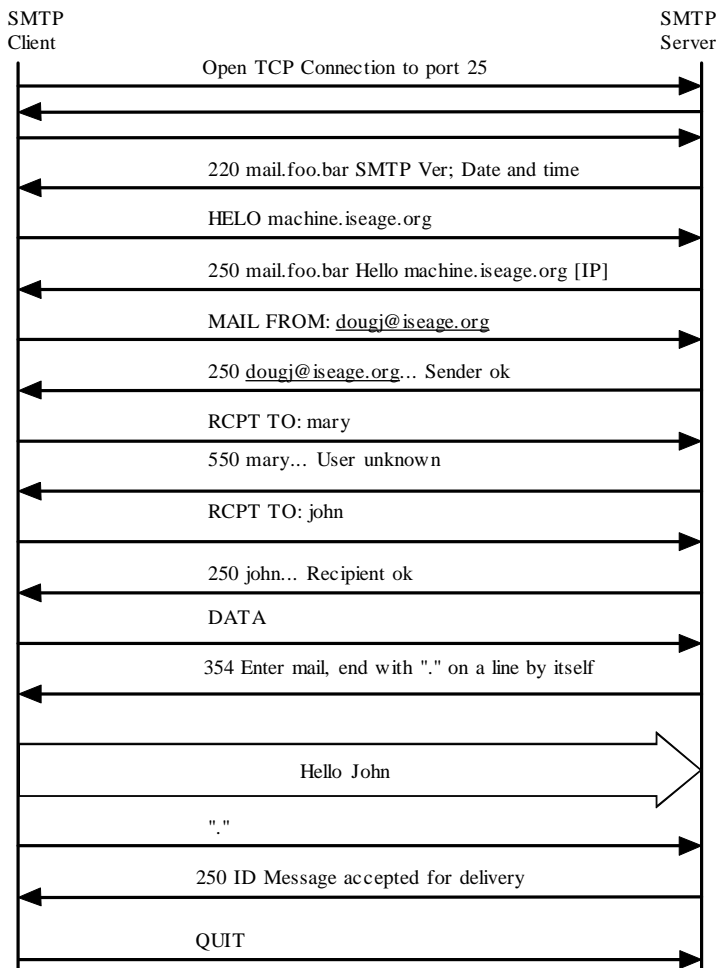 SMTP
Client
SMTP
Server
Open TCP Connection to port 25
220 mail.foo.bar SMTP Ver; Date and time
HELO machine.iseage.org
250 mail.foo.bar Hello machine.iseage.org [IP]
MAIL FROM: dougj@iseage.org
250 dougj@iseage.org... Sender ok
RCPT TO: mary
550 mary... User unknown
RCPT TO: john
250 john... Recipient ok
DATA
354 Enter mail, end with "." on a line by itself
Hello John
"."
250 ID Message accepted for delivery
QUIT